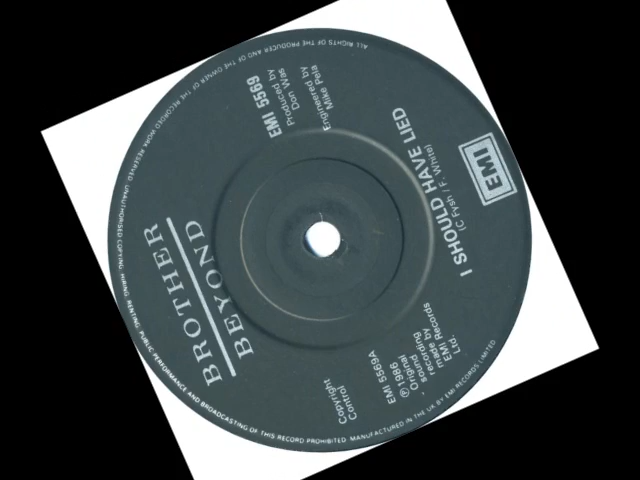 BROTHER
BEYOND
EMI 5569
Produced by
Don Was
Engineered by
Mike Pela
Copyright
Control
EMI 5569A
℗ 1986
Original
sound
recording
made by
EMI Records
Ltd.
I SHOULD HAVE LIED
(C Fysh / F. White)
EMI
ALL RIGHTS OF THE PRODUCER AND OF THE OWNER OF THE RECORDED WORK RESERVED. UNAUTHORISED COPYING, HIRING, RENTING, PUBLIC PERFORMANCE AND BROADCASTING OF THIS RECORD PROHIBITED. MANUFACTURED IN THE UK BY EMI RECORDS LIMITED